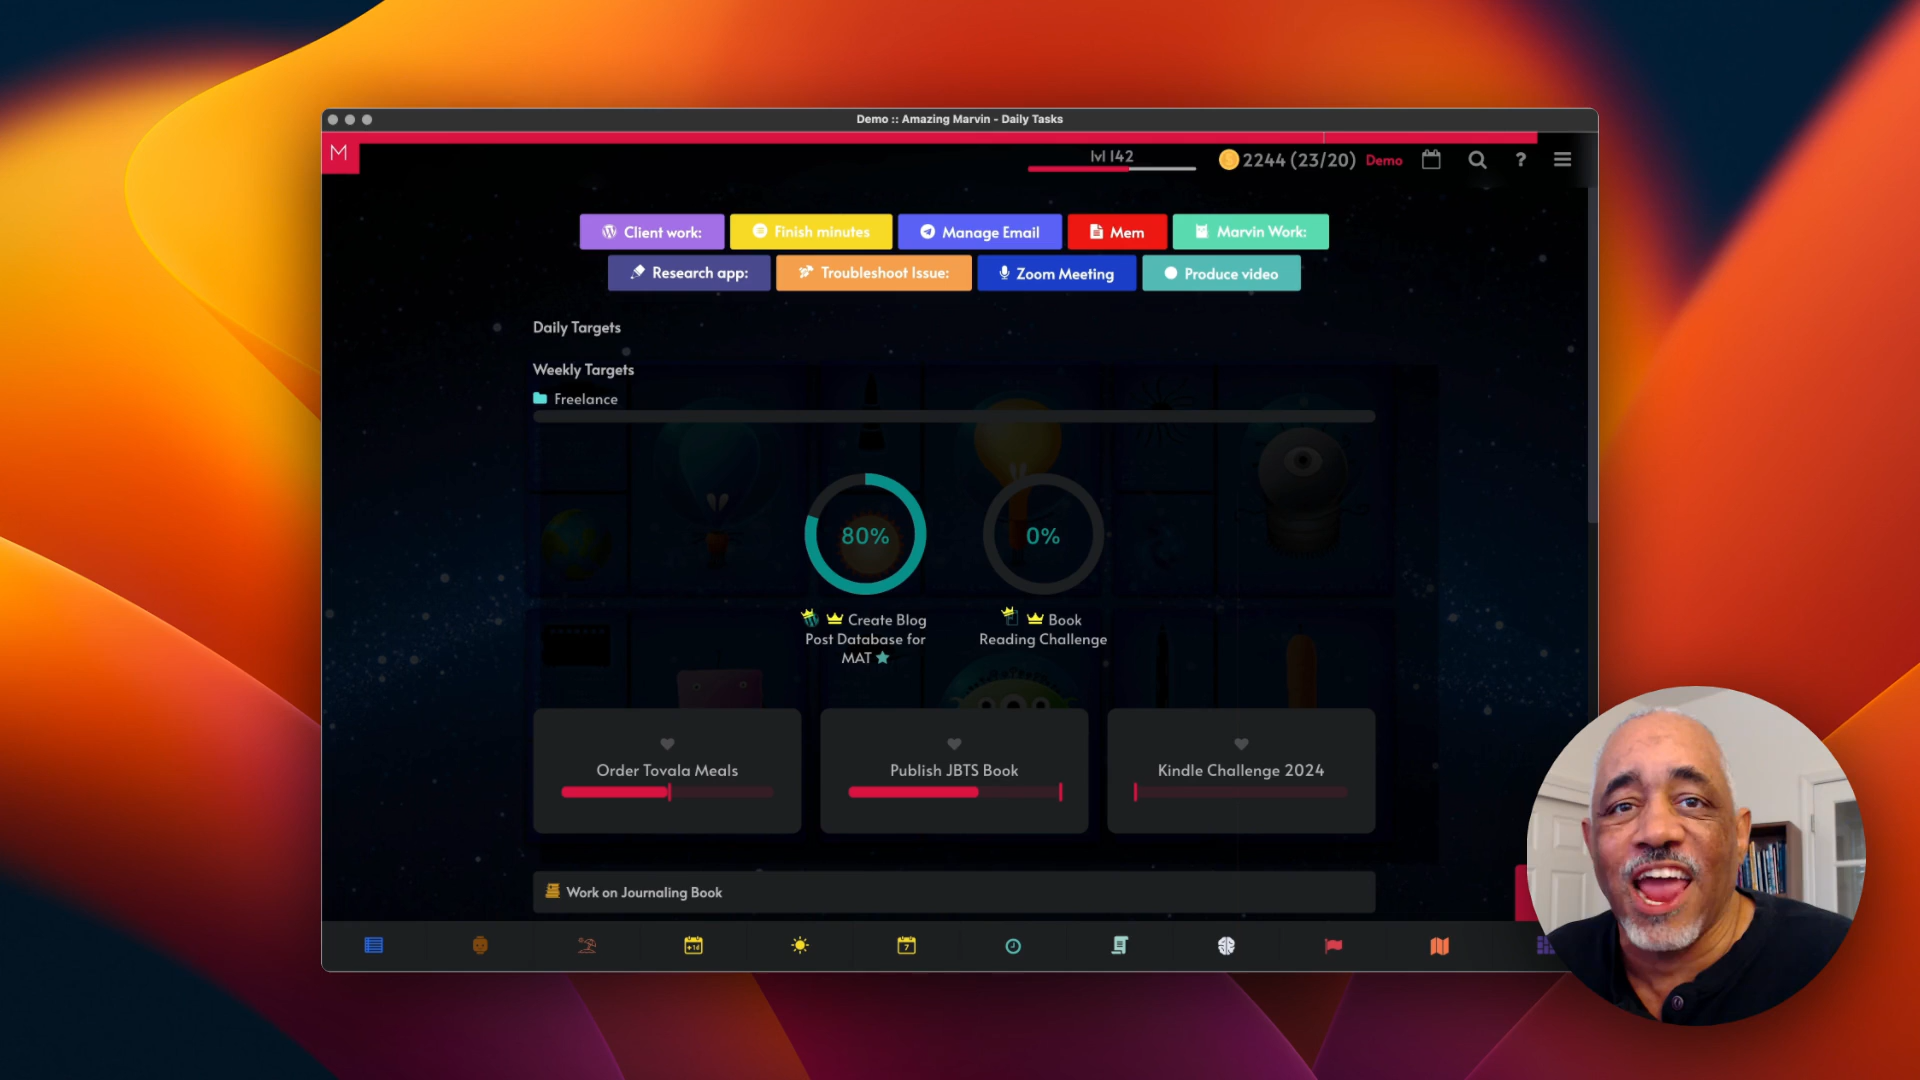 Demo :: Amazing Marvin - Daily Tasks
M
lvl 142
2244 (23/20) Demo ?
Client work: Finish minutes Manage Email Mem Marvin Work:
Research app: Troubleshoot Issue: Zoom Meeting Produce video
Daily Targets
Weekly Targets
Freelance
80% 0%
Create Blog
Post Database for
MAT
Book
Reading Challenge
Order Tovala Meals Publish JBTS Book Kindle Challenge 2024
Work on Journaling Book
+14 7